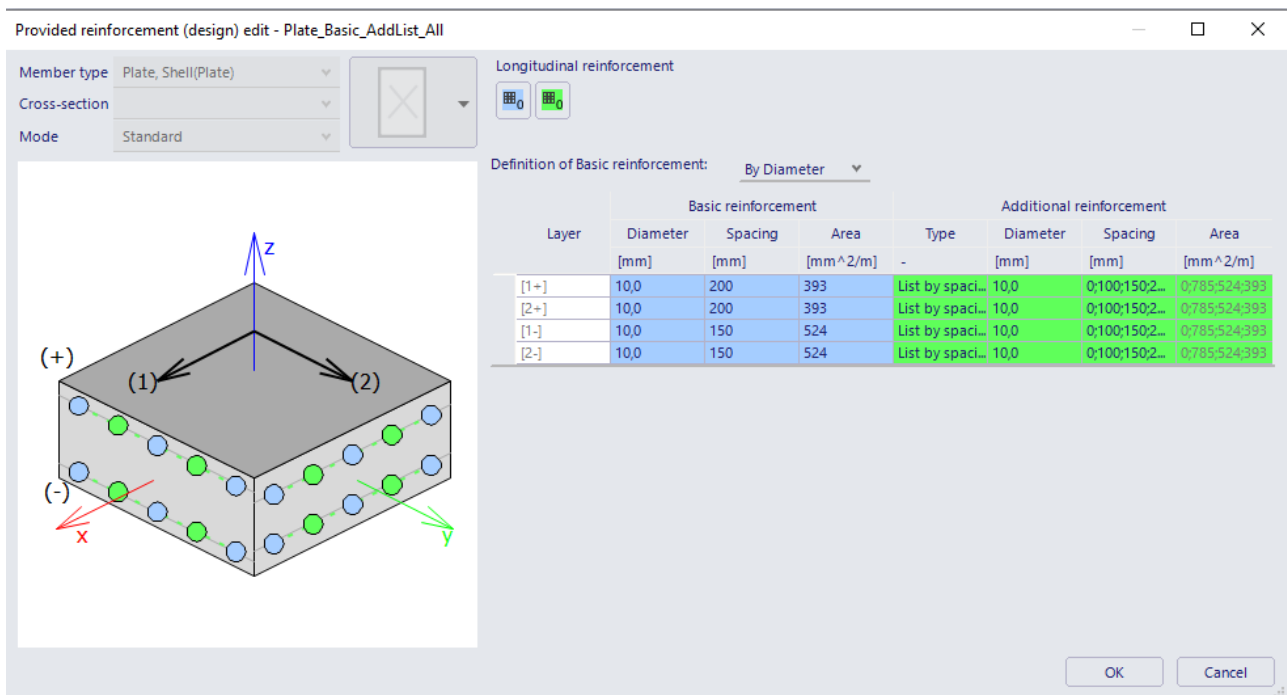 Provided reinforcement (design) edit - Plate_Basic_AddList_All
Member type Plate, Shell(Plate)
Cross-section
Mode Standard
Longitudinal reinforcement
0 0
Definition of Basic reinforcement: By Diameter
Basic reinforcement Additional reinforcement
Layer Diameter Spacing Area Type Diameter Spacing Area
[mm] [mm] [mm^2/m] - [mm] [mm] [mm^2/m]
[1+] 10,0 200 393 List by spaci... 10,0 0;100;150;2... 0;785;524;393
[2+] 10,0 200 393 List by spaci... 10,0 0;100;150;2... 0;785;524;393
[1-] 10,0 150 524 List by spaci... 10,0 0;100;150;2... 0;785;524;393
[2-] 10,0 150 524 List by spaci... 10,0 0;100;150;2... 0;785;524;393
z
(+)
(1) (2)
(-)
x y
OK Cancel